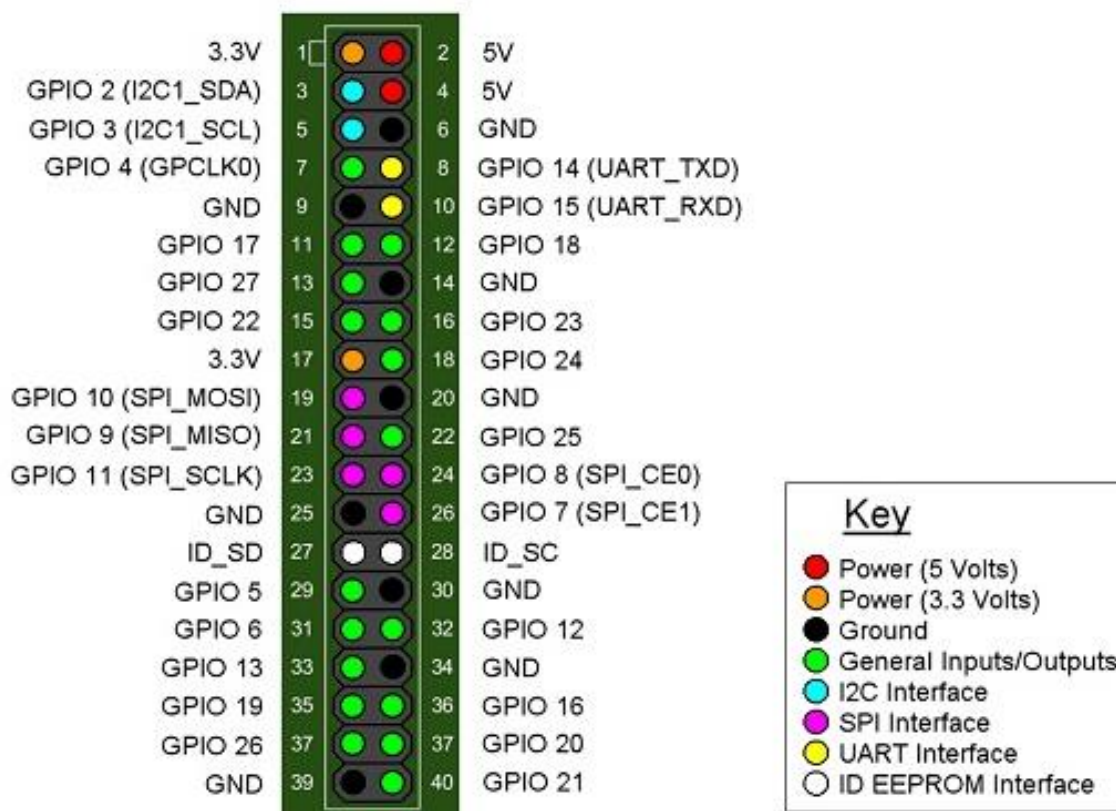 3.3V 1 2 5V
GPIO 2 (I2C1_SDA) 3 4 5V
GPIO 3 (I2C1_SCL) 5 6 GND
GPIO 4 (GPCLK0) 7 8 GPIO 14 (UART_TXD)
GND 9 10 GPIO 15 (UART_RXD)
GPIO 17 11 12 GPIO 18
GPIO 27 13 14 GND
GPIO 22 15 16 GPIO 23
3.3V 17 18 GPIO 24
GPIO 10 (SPI_MOSI) 19 20 GND
GPIO 9 (SPI_MISO) 21 22 GPIO 25
GPIO 11 (SPI_SCLK) 23 24 GPIO 8 (SPI_CE0)
GND 25 26 GPIO 7 (SPI_CE1)
ID_SD 27 28 ID_SC
GPIO 5 29 30 GND
GPIO 6 31 32 GPIO 12
GPIO 13 33 34 GND
GPIO 19 35 36 GPIO 16
GPIO 26 37 37 GPIO 20
GND 39 40 GPIO 21
Key
Power (5 Volts)
Power (3.3 Volts)
Ground
General Inputs/Outputs
I2C Interface
SPI Interface
UART Interface
ID EEPROM Interface